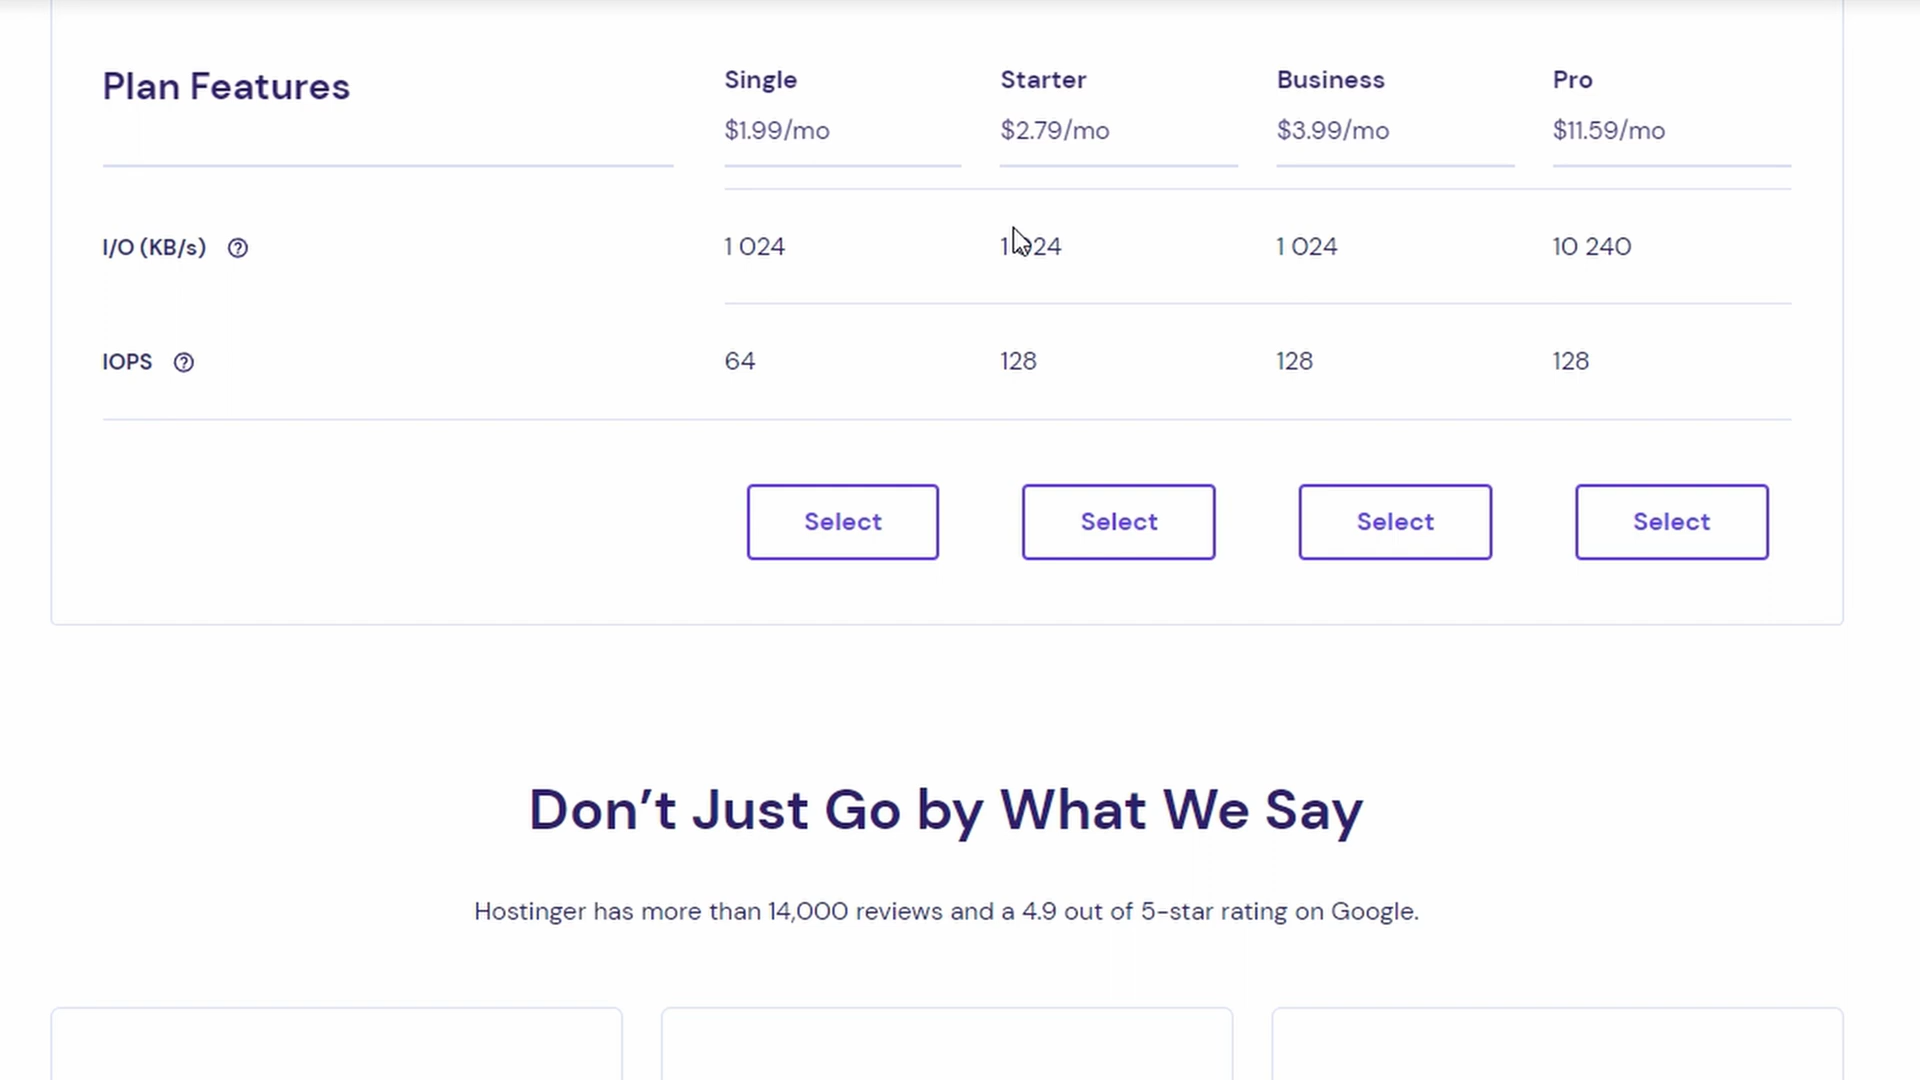 Plan Features Single Starter Business Pro
$1.99/mo $2.79/mo $3.99/mo $11.59/mo
I/O (KB/s) 1 024 1 024 1 024 10 240
IOPS 64 128 128 128
Select Select Select Select
Don’t Just Go by What We Say
Hostinger has more than 14,000 reviews and a 4.9 out of 5-star rating on Google.